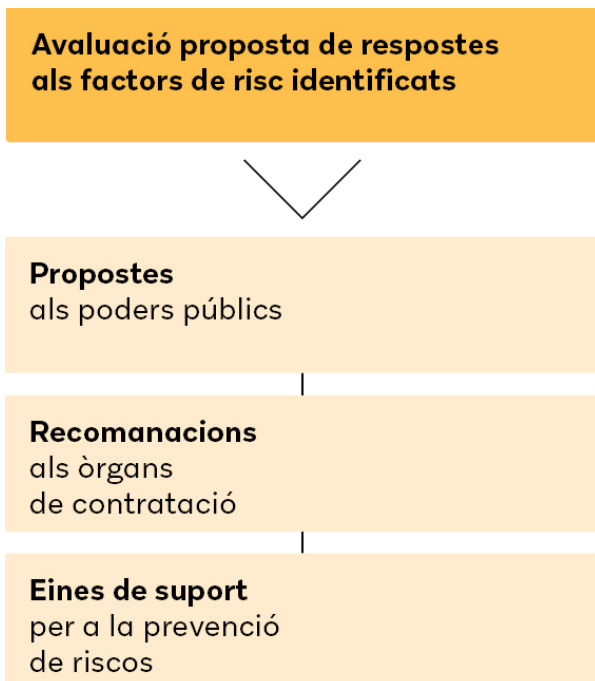 Avaluació proposta de respostes
als factors de risc identificats
Propostes
als poders públics
Recomanacions
als òrgans
de contratació
Eines de suport
per a la prevenció
de riscos